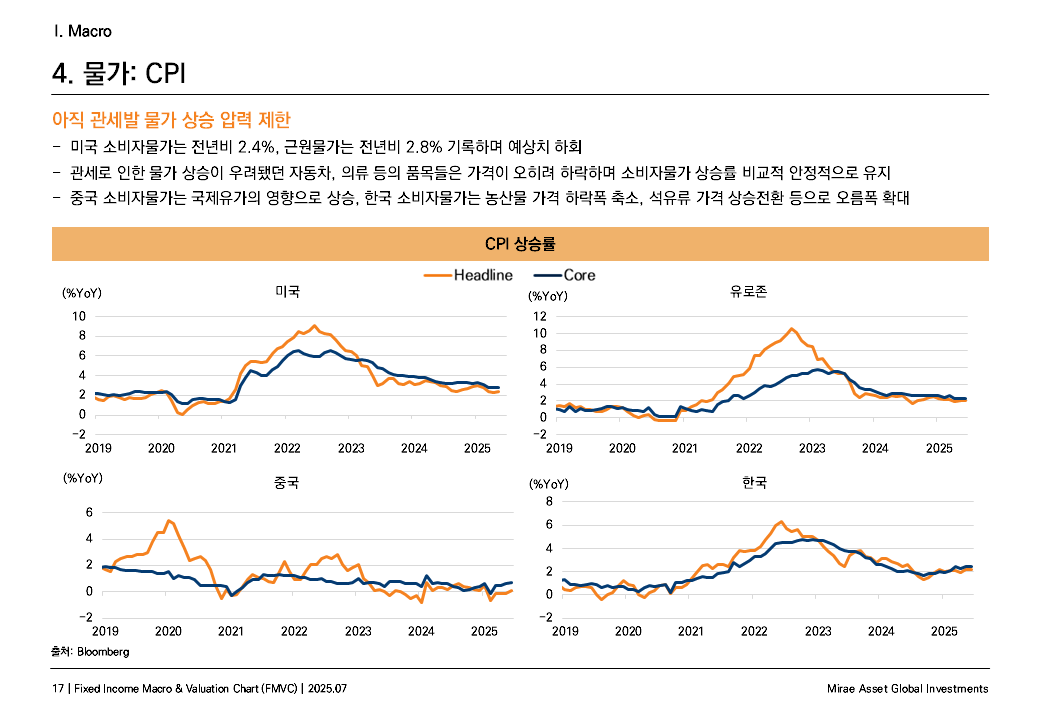 I. Macro
4. 물가: CPI
아직 관세발 물가 상승 압력 제한
− 미국 소비자물가는 전년비 2.4%, 근원물가는 전년비 2.8% 기록하며 예상치 하회
− 관세로 인한 물가 상승이 우려됐던 자동차, 의류 등의 품목들은 가격이 오히려 하락하며 소비자물가 상승률 비교적 안정적으로 유지
− 중국 소비자물가는 국제유가의 영향으로 상승, 한국 소비자물가는 농산물 가격 하락폭 축소, 석유류 가격 상승전환 등으로 오름폭 확대
CPI 상승률
Headline Core
(%YoY) 미국
10
8
6
4
2
0
−2
2019 2020 2021 2022 2023 2024 2025
(%YoY) 유로존
12
10
8
6
4
2
0
−2
2019 2020 2021 2022 2023 2024 2025
(%YoY) 중국
6
4
2
0
−2
2019 2020 2021 2022 2023 2024 2025
(%YoY) 한국
8
6
4
2
0
−2
2019 2020 2021 2022 2023 2024 2025
출처: Bloomberg
17 | Fixed Income Macro & Valuation Chart (FMVC) | 2025.07
Mirae Asset Global Investments